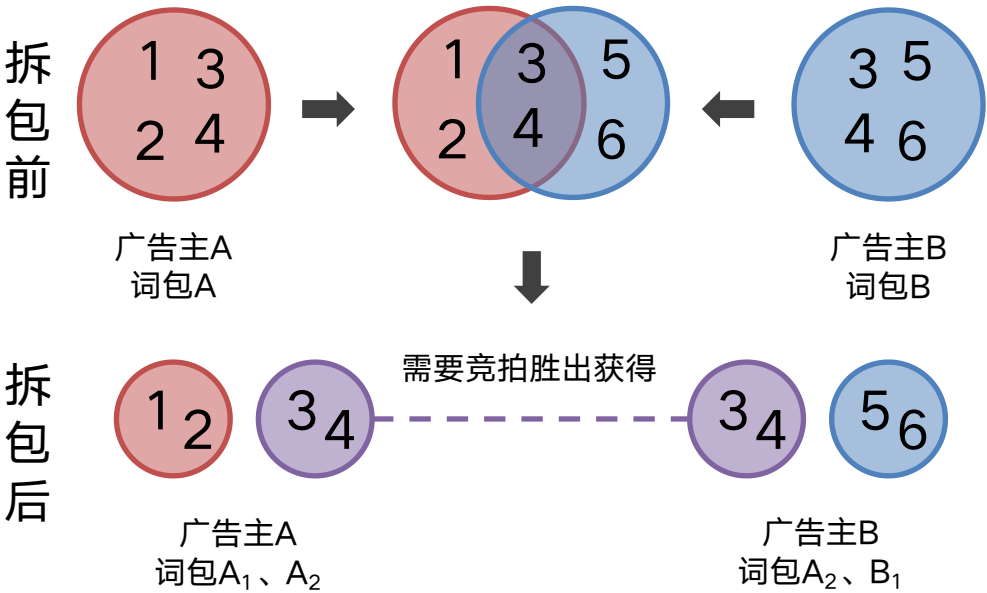 拆包前
1 3
2 4
1 3 5
2 4 6
3 5
4 6
广告主A
词包A
广告主B
词包B
拆包后
需要竞拍胜出获得
1 2
3 4
3 4
5 6
广告主A
词包A₁、A₂
广告主B
词包A₂、B₁